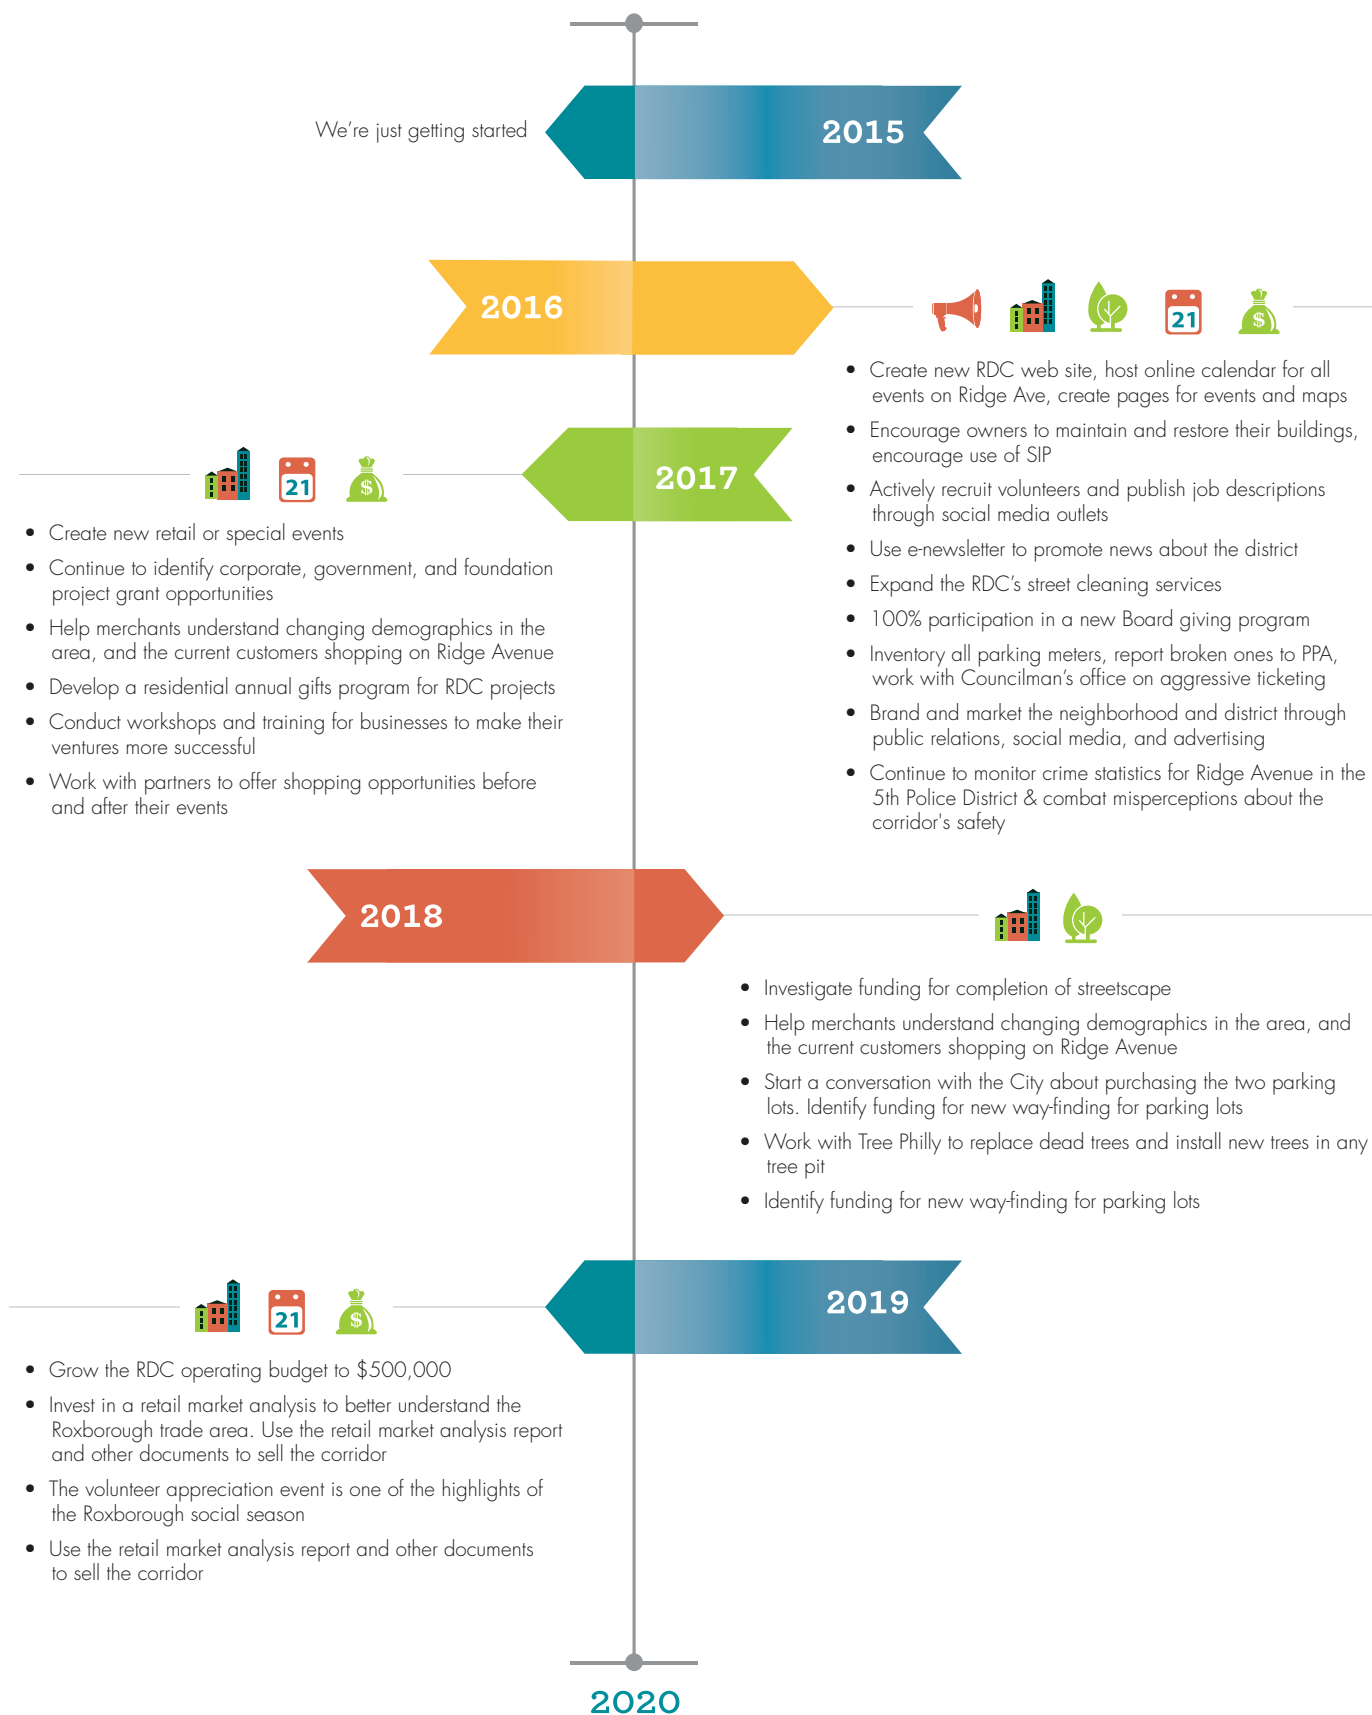 We're just getting started
2015
2016
21
$
• Create new RDC web site, host online calendar for all
events on Ridge Ave, create pages for events and maps
• Encourage owners to maintain and restore their buildings,
encourage use of SIP
• Actively recruit volunteers and publish job descriptions
through social media outlets
• Use e-newsletter to promote news about the district
• Expand the RDC's street cleaning services
• 100% participation in a new Board giving program
• Inventory all parking meters, report broken ones to PPA,
work with Councilman's office on aggressive ticketing
• Brand and market the neighborhood and district through
public relations, social media, and advertising
• Continue to monitor crime statistics for Ridge Avenue in the
5th Police District & combat misperceptions about the
corridor's safety
2017
21
$
• Create new retail or special events
• Continue to identify corporate, government, and foundation
project grant opportunities
• Help merchants understand changing demographics in the
area, and the current customers shopping on Ridge Avenue
• Develop a residential annual gifts program for RDC projects
• Conduct workshops and training for businesses to make their
ventures more successful
• Work with partners to offer shopping opportunities before
and after their events
2018
• Investigate funding for completion of streetscape
• Help merchants understand changing demographics in the area, and
the current customers shopping on Ridge Avenue
• Start a conversation with the City about purchasing the two parking
lots. Identify funding for new way-finding for parking lots
• Work with Tree Philly to replace dead trees and install new trees in any
tree pit
• Identify funding for new way-finding for parking lots
2019
21
$
• Grow the RDC operating budget to $500,000
• Invest in a retail market analysis to better understand the
Roxborough trade area. Use the retail market analysis report
and other documents to sell the corridor
• The volunteer appreciation event is one of the highlights of
the Roxborough social season
• Use the retail market analysis report and other documents
to sell the corridor
2020